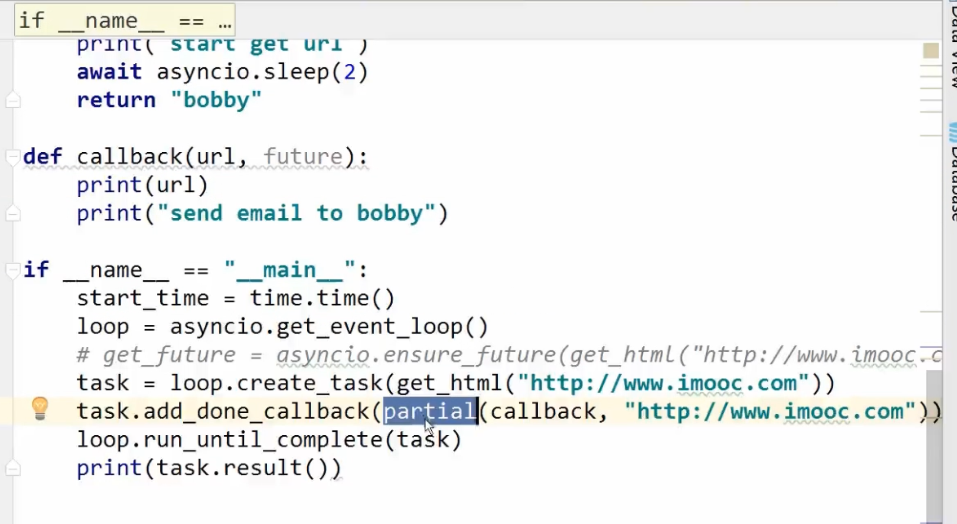 if __name__ == …
print("start get url")
await asyncio.sleep(2)
return "bobby"
def callback(url, future):
print(url)
print("send email to bobby")
if __name__ == "__main__":
start_time = time.time()
loop = asyncio.get_event_loop()
# get_future = asyncio.ensure_future(get_html("http://www.imooc.c
task = loop.create_task(get_html("http://www.imooc.com"))
task.add_done_callback(partial(callback, "http://www.imooc.com"))
loop.run_until_complete(task)
print(task.result())
Data View
Database